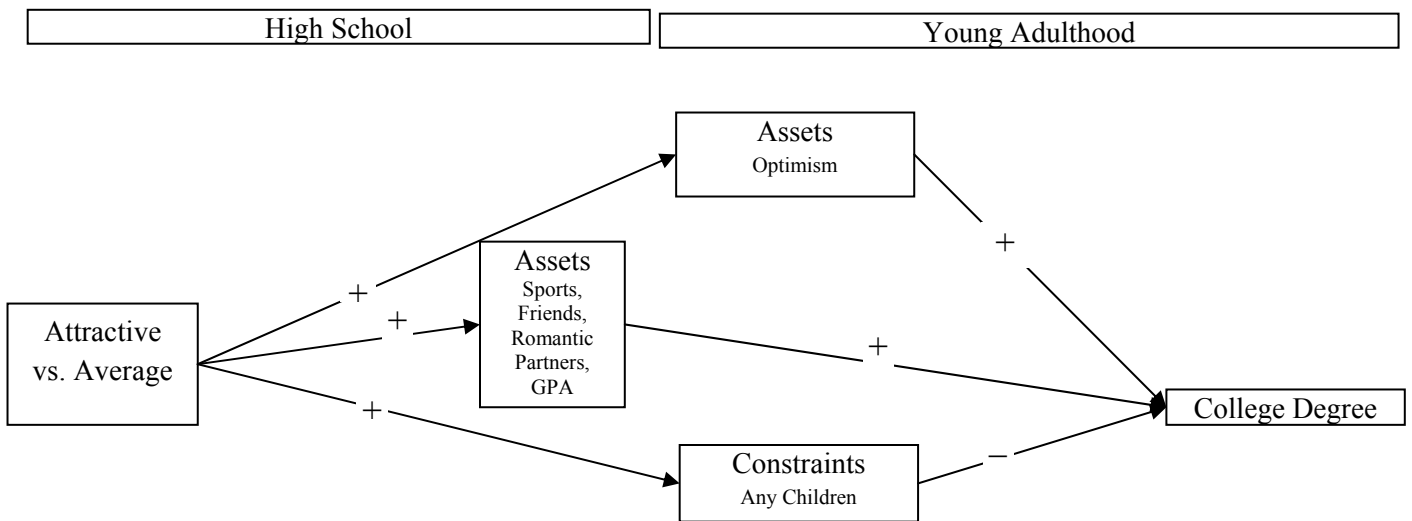 High School
Young Adulthood
Assets
Optimism
+
Assets
Sports,
Friends,
Romantic
Partners,
GPA
+
+
+
Attractive
vs. Average
+
College Degree
+
Constraints
Any Children
−